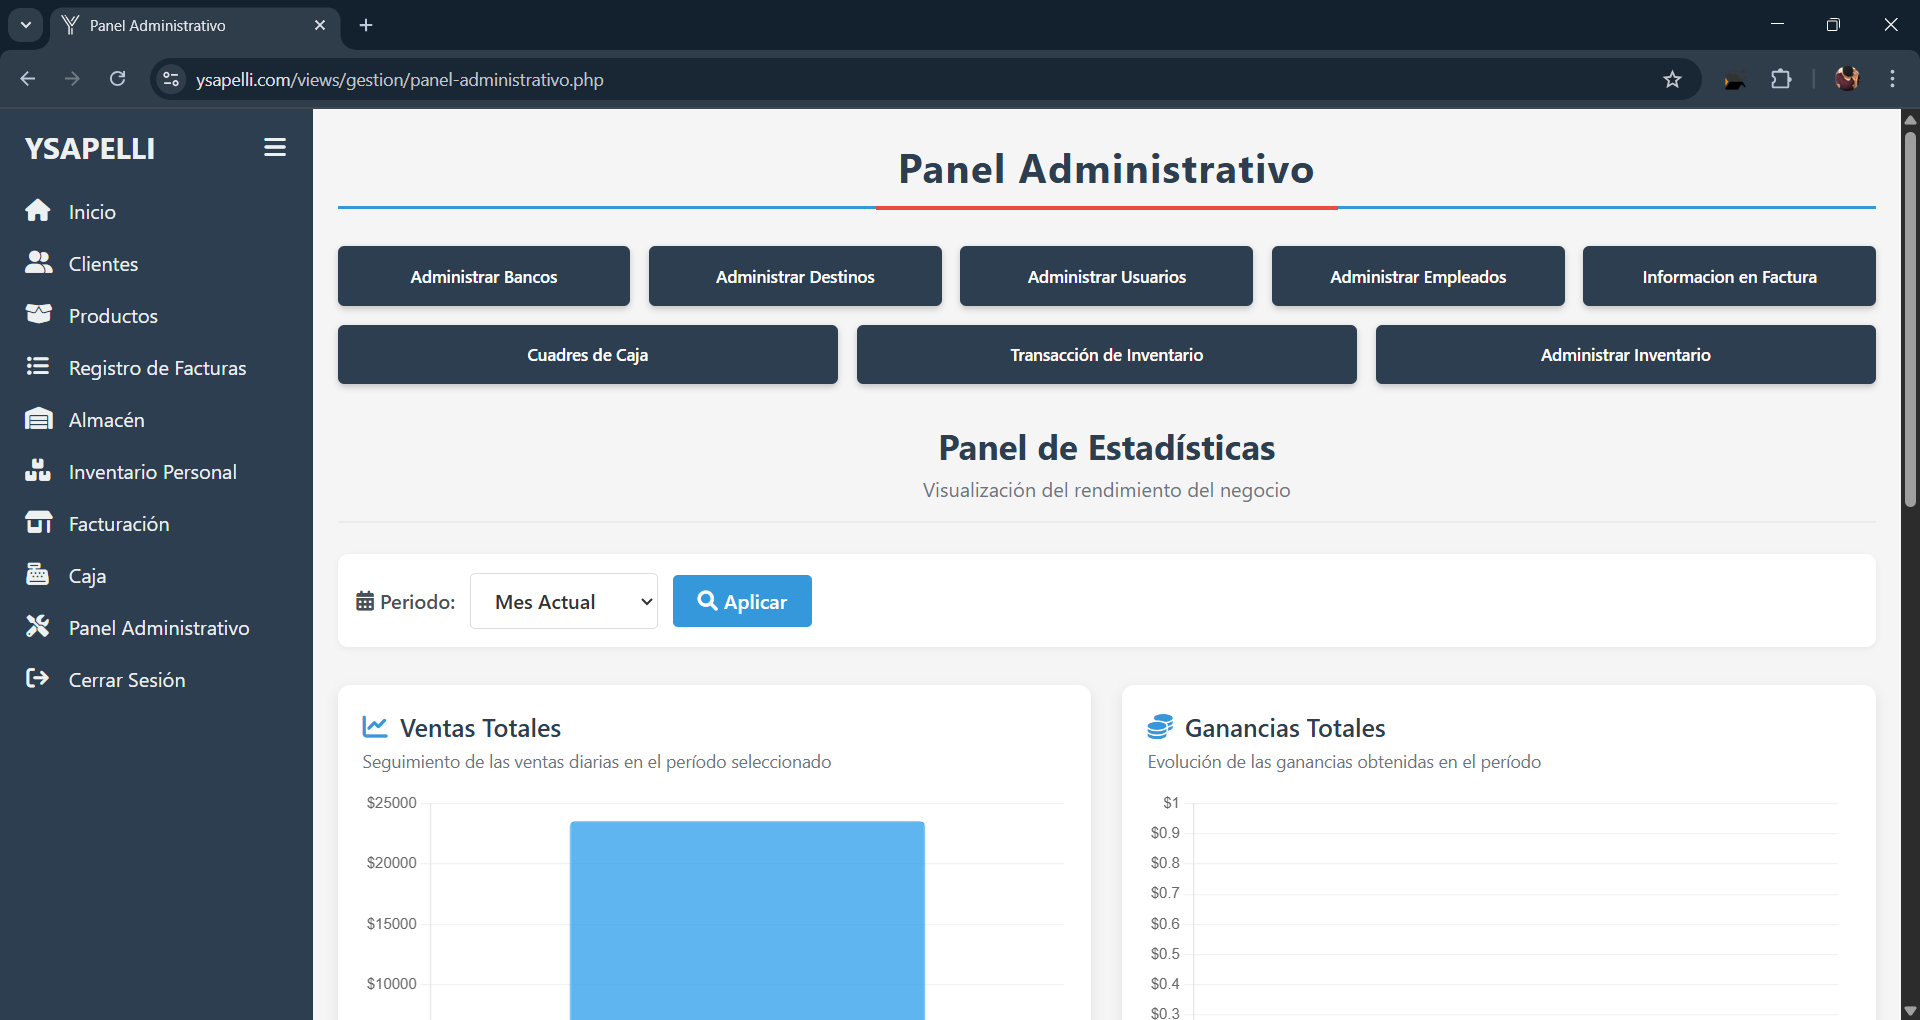 Panel Administrativo
ysapelli.com/views/gestion/panel-administrativo.php
YSAPELLI
Inicio
Clientes
Productos
Registro de Facturas
Almacén
Inventario Personal
Facturación
Caja
Panel Administrativo
Cerrar Sesión
Panel Administrativo
Administrar Bancos
Administrar Destinos
Administrar Usuarios
Administrar Empleados
Informacion en Factura
Cuadres de Caja
Transacción de Inventario
Administrar Inventario
Panel de Estadísticas
Visualización del rendimiento del negocio
Periodo: Mes Actual Aplicar
Ventas Totales
Seguimiento de las ventas diarias en el período seleccionado
$25000
$20000
$15000
$10000
Ganancias Totales
Evolución de las ganancias obtenidas en el período
$1
$0.9
$0.8
$0.7
$0.6
$0.5
$0.4
$0.3